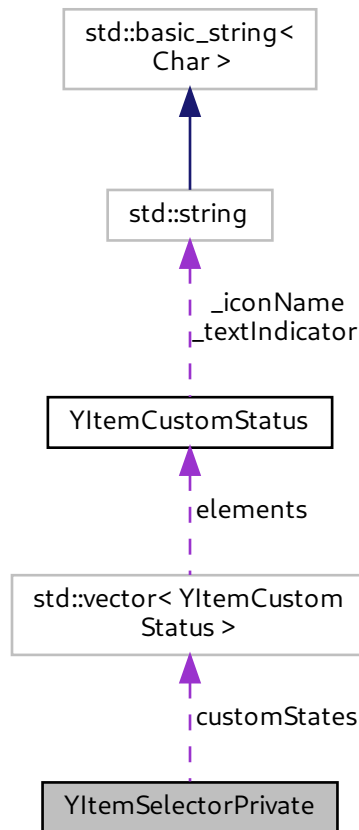 std::basic_string<
Char >
std::string
_iconName
_textIndicator
YItemCustomStatus
elements
std::vector< YItemCustom
Status >
customStates
YItemSelectorPrivate